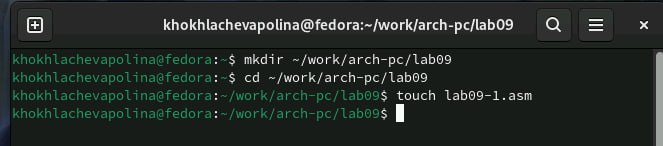 khokhlachevapolina@fedora:~/work/arch-pc/lab09
khokhlachevapolina@fedora:~$ mkdir ~/work/arch-pc/lab09
khokhlachevapolina@fedora:~$ cd ~/work/arch-pc/lab09
khokhlachevapolina@fedora:~/work/arch-pc/lab09$ touch lab09-1.asm
khokhlachevapolina@fedora:~/work/arch-pc/lab09$